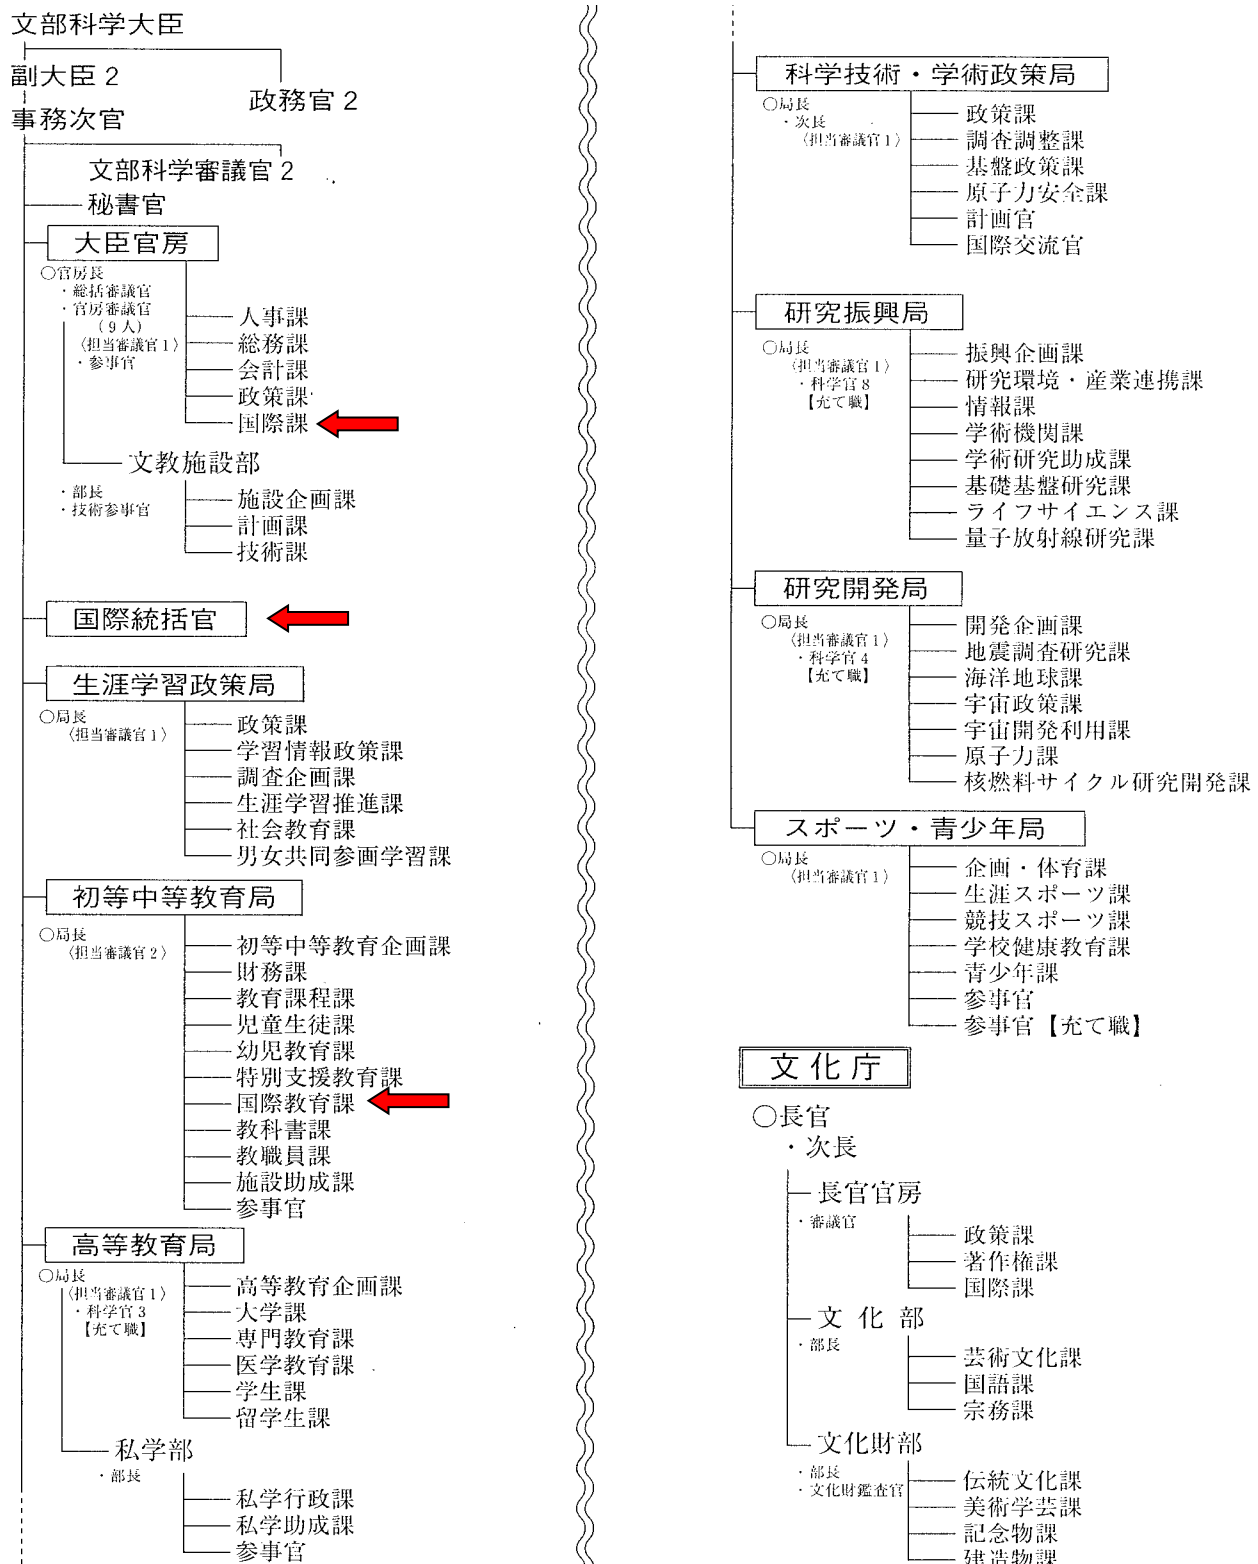 文部科学大臣
副大臣2
政務官2
事務次官
文部科学審議官2
秘書官
大臣官房
○官房長
・総括審議官
・官房審議官
(9人)
〈担当審議官1〉
・参事官
人事課
総務課
会計課
政策課
国際課
文教施設部
・部長
・技術参事官
施設企画課
計画課
技術課
国際統括官
生涯学習政策局
○局長
〈担当審議官1〉
政策課
学習情報政策課
調査企画課
生涯学習推進課
社会教育課
男女共同参画学習課
初等中等教育局
○局長
〈担当審議官2〉
初等中等教育企画課
財務課
教育課程課
児童生徒課
幼児教育課
特別支援教育課
国際教育課
教科書課
教職員課
施設助成課
参事官
高等教育局
○局長
〈担当審議官1〉
・科学官3
【充て職】
高等教育企画課
大学課
専門教育課
医学教育課
学生課
留学生課
私学部
・部長
私学行政課
私学助成課
参事官
科学技術・学術政策局
○局長
・次長
〈担当審議官1〉
政策課
調査調整課
基盤政策課
原子力安全課
計画官
国際交流官
研究振興局
○局長
〈担当審議官1〉
・科学官8
【充て職】
振興企画課
研究環境・産業連携課
情報課
学術機関課
学術研究助成課
基礎基盤研究課
ライフサイエンス課
量子放射線研究課
研究開発局
○局長
〈担当審議官1〉
・科学官4
【充て職】
開発企画課
地震調査研究課
海洋地球課
宇宙政策課
宇宙開発利用課
原子力課
核燃料サイクル研究開発課
スポーツ・青少年局
○局長
〈担当審議官1〉
企画・体育課
生涯スポーツ課
競技スポーツ課
学校健康教育課
青少年課
参事官
参事官【充て職】
文化庁
○長官
・次長
長官官房
・審議官
政策課
著作権課
国際課
文化部
・部長
芸術文化課
国語課
宗務課
文化財部
・部長
・文化財鑑査官
伝統文化課
美術学芸課
記念物課
建造物課